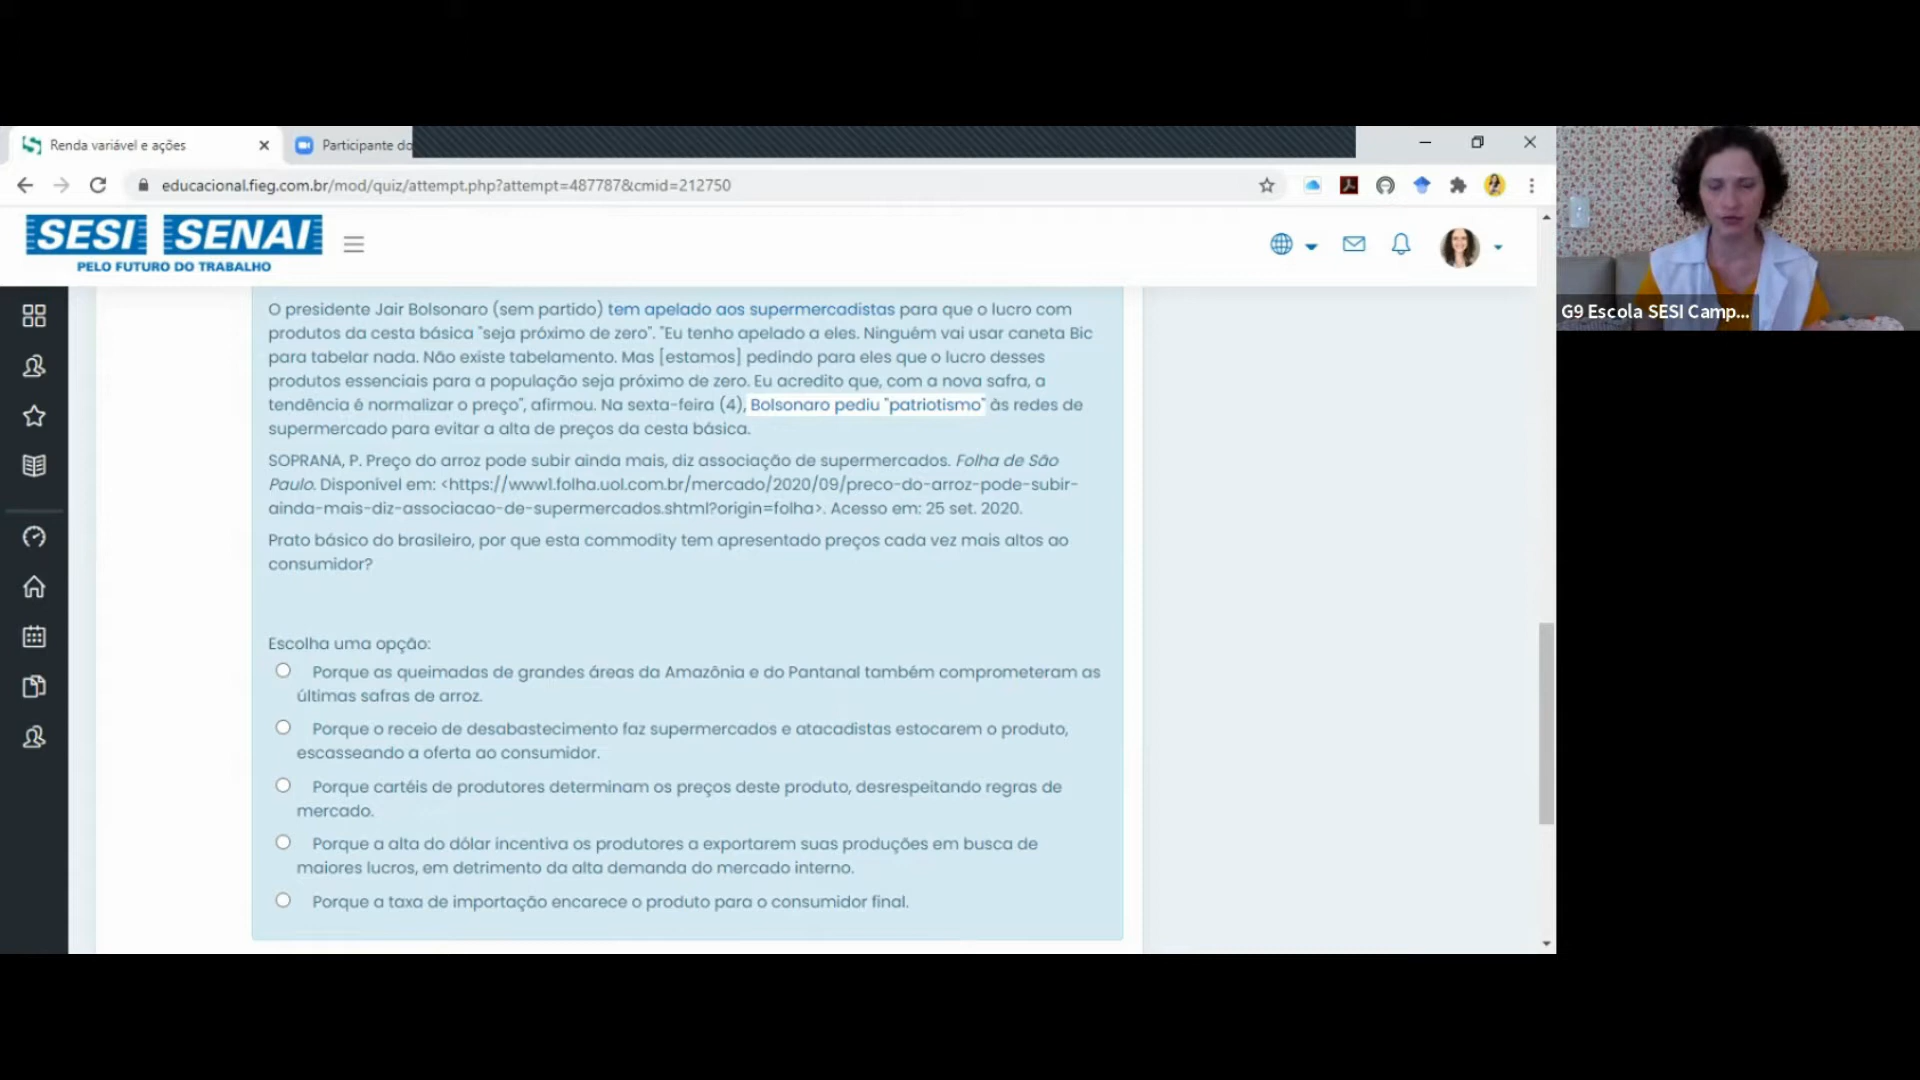 Renda variável e ações
Participante do
educacional.fieg.com.br/mod/quiz/attempt.php?attempt=487787&cmid=212750
SESI SENAI
PELO FUTURO DO TRABALHO
G9 Escola SESI Camp...
O presidente Jair Bolsonaro (sem partido) tem apelado aos supermercadistas para que o lucro com
produtos da cesta básica "seja próximo de zero". "Eu tenho apelado a eles. Ninguém vai usar caneta Bic
para tabelar nada. Não existe tabelamento. Mas [estamos] pedindo para eles que o lucro desses
produtos essenciais para a população seja próximo de zero. Eu acredito que, com a nova safra, a
tendência é normalizar o preço", afirmou. Na sexta-feira (4), Bolsonaro pediu "patriotismo" às redes de
supermercado para evitar a alta de preços da cesta básica.
SOPRANA, P. Preço do arroz pode subir ainda mais, diz associação de supermercados. Folha de São
Paulo. Disponível em: <https://www1.folha.uol.com.br/mercado/2020/09/preco-do-arroz-pode-subir-
ainda-mais-diz-associacao-de-supermercados.shtml?origin=folha>. Acesso em: 25 set. 2020.
Prato básico do brasileiro, por que esta commodity tem apresentado preços cada vez mais altos ao
consumidor?
Escolha uma opção:
Porque as queimadas de grandes áreas da Amazônia e do Pantanal também comprometeram as
últimas safras de arroz.
Porque o receio de desabastecimento faz supermercados e atacadistas estocarem o produto,
escasseando a oferta ao consumidor.
Porque cartéis de produtores determinam os preços deste produto, desrespeitando regras de
mercado.
Porque a alta do dólar incentiva os produtores a exportarem suas produções em busca de
maiores lucros, em detrimento da alta demanda do mercado interno.
Porque a taxa de importação encarece o produto para o consumidor final.